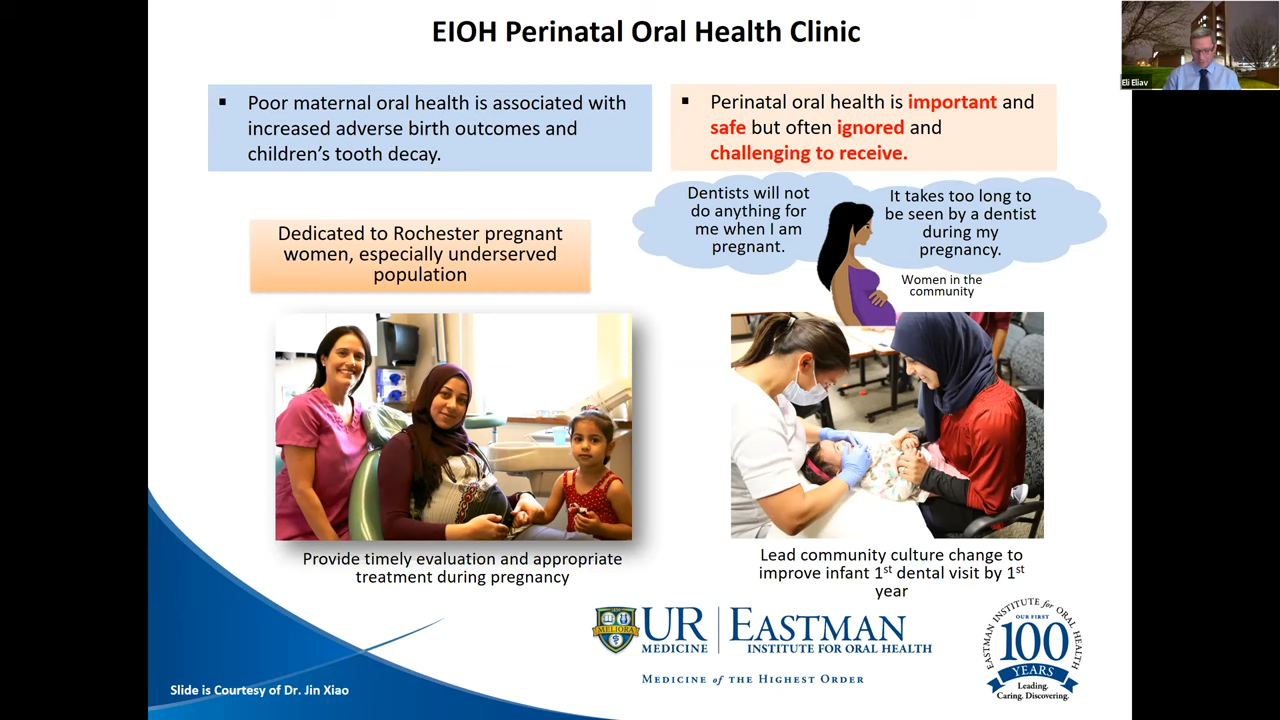 EIOH Perinatal Oral Health Clinic
Eli Eliav
▪ Poor maternal oral health is associated with
increased adverse birth outcomes and
children's tooth decay.
▪ Perinatal oral health is important and
safe but often ignored and
challenging to receive.
Dentists will not
do anything for
me when I am
pregnant.
It takes too long to
be seen by a dentist
during my
pregnancy.
Women in the
community
Dedicated to Rochester pregnant
women, especially underserved
population
Provide timely evaluation and appropriate
treatment during pregnancy
Lead community culture change to
improve infant 1st dental visit by 1st
year
1850
MELIORA
UR
MEDICINE
EASTMAN
INSTITUTE FOR ORAL HEALTH
MEDICINE of THE HIGHEST ORDER
EASTMAN INSTITUTE for ORAL HEALTH
OUR FIRST
100
YEARS
Leading.
Caring. Discovering.
Slide is Courtesy of Dr. Jin Xiao